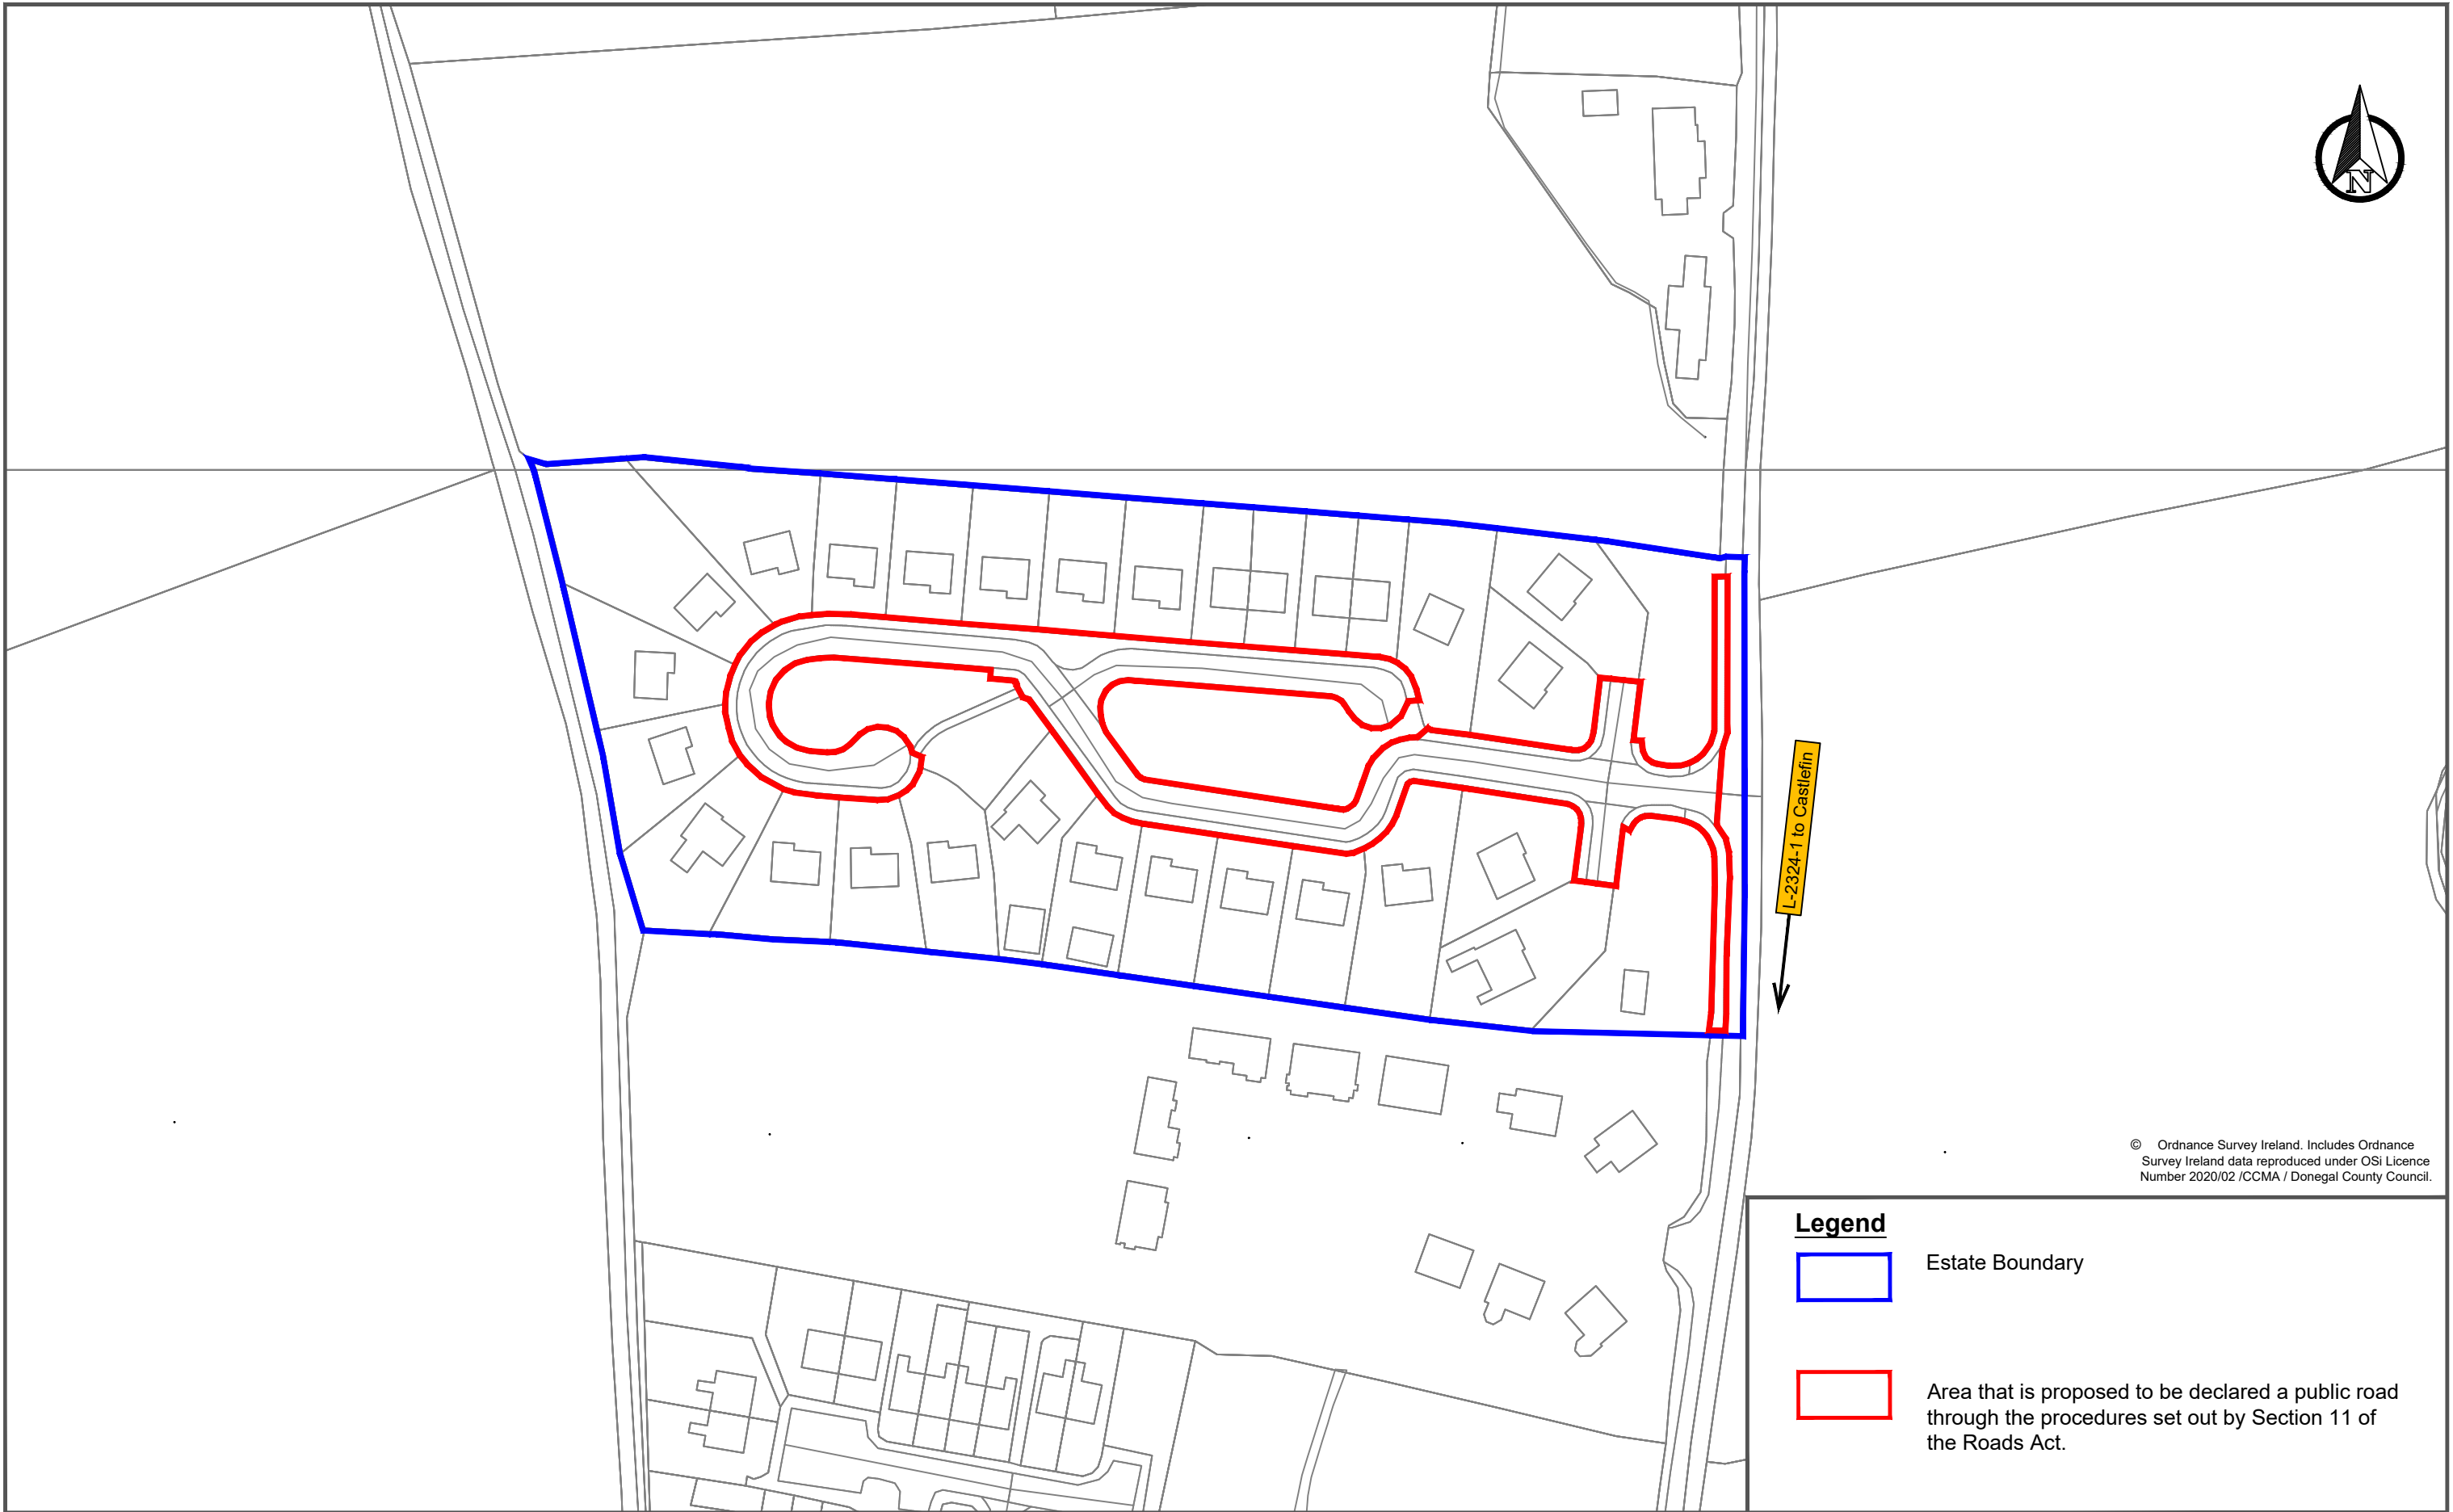 N
L-2324-1 to Castlefin
© Ordnance Survey Ireland. Includes Ordnance
Survey Ireland data reproduced under OSi Licence
Number 2020/02 /CCMA / Donegal County Council.
Legend
Estate Boundary
Area that is proposed to be declared a public road
through the procedures set out by Section 11 of
the Roads Act.